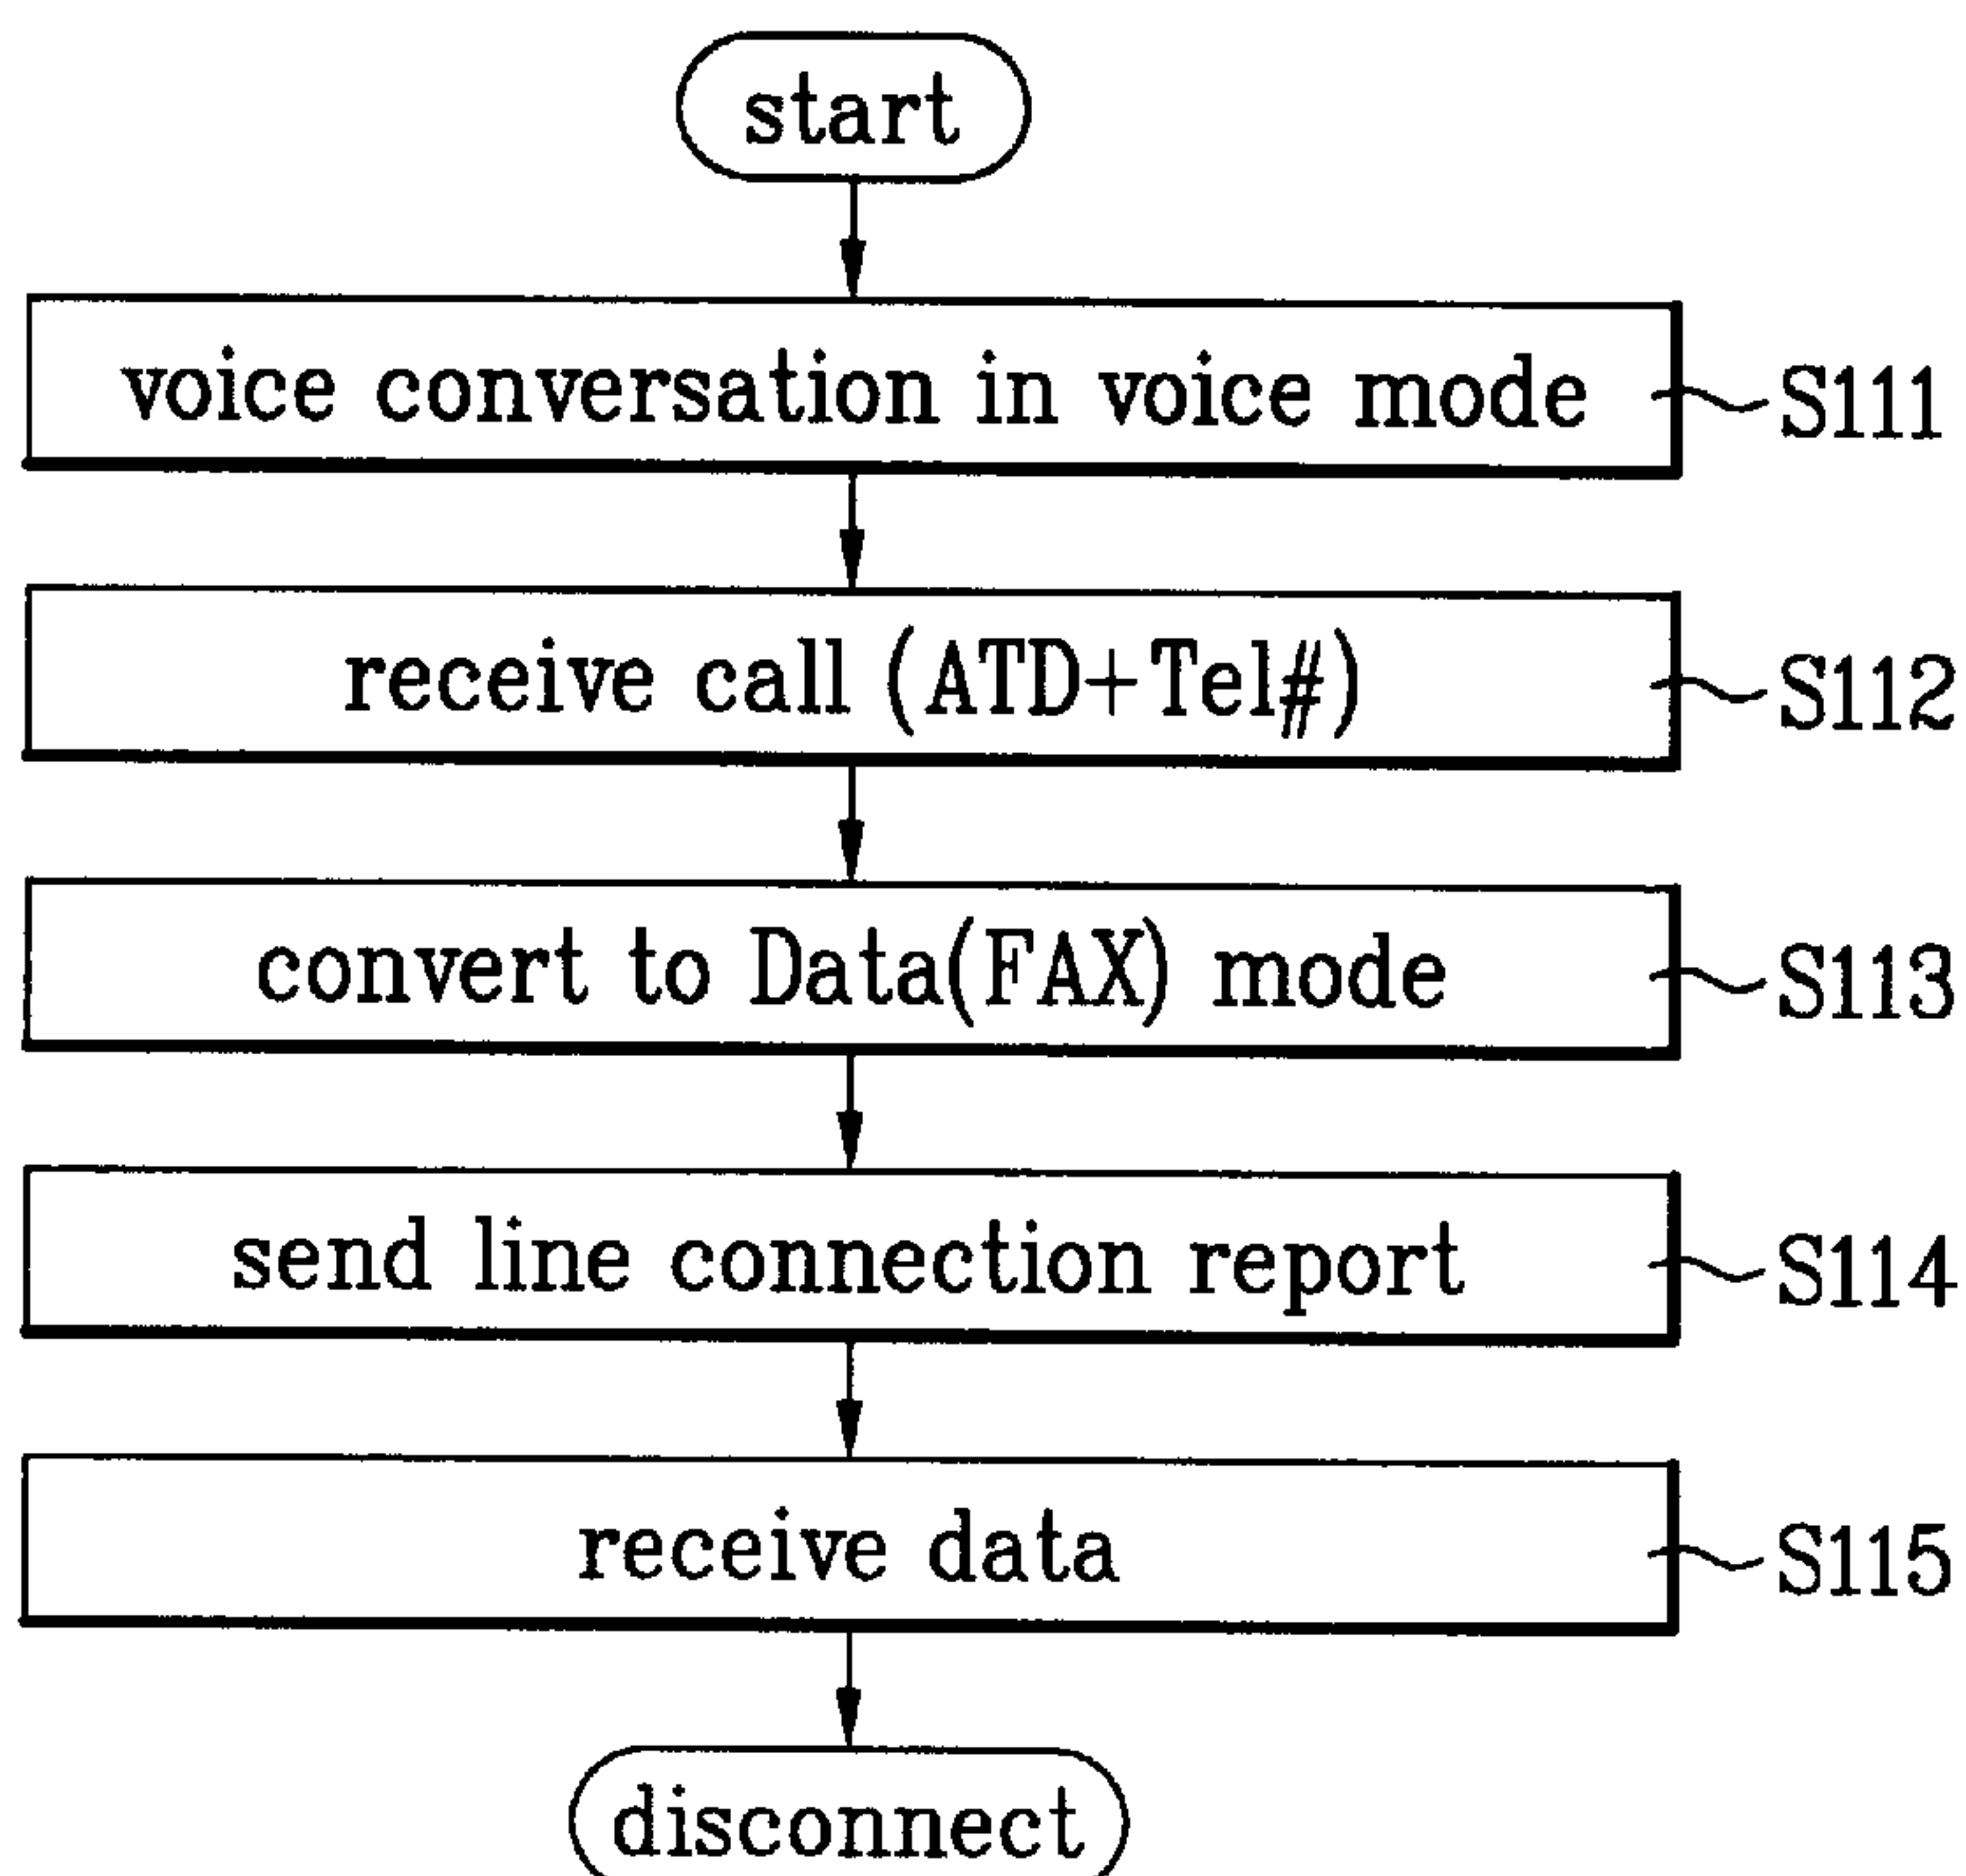 start
voice conversation in voice mode S111
receive call (ATD+Tel#) S112
convert to Data(FAX) mode S113
send line connection report S114
receive data S115
disconnect